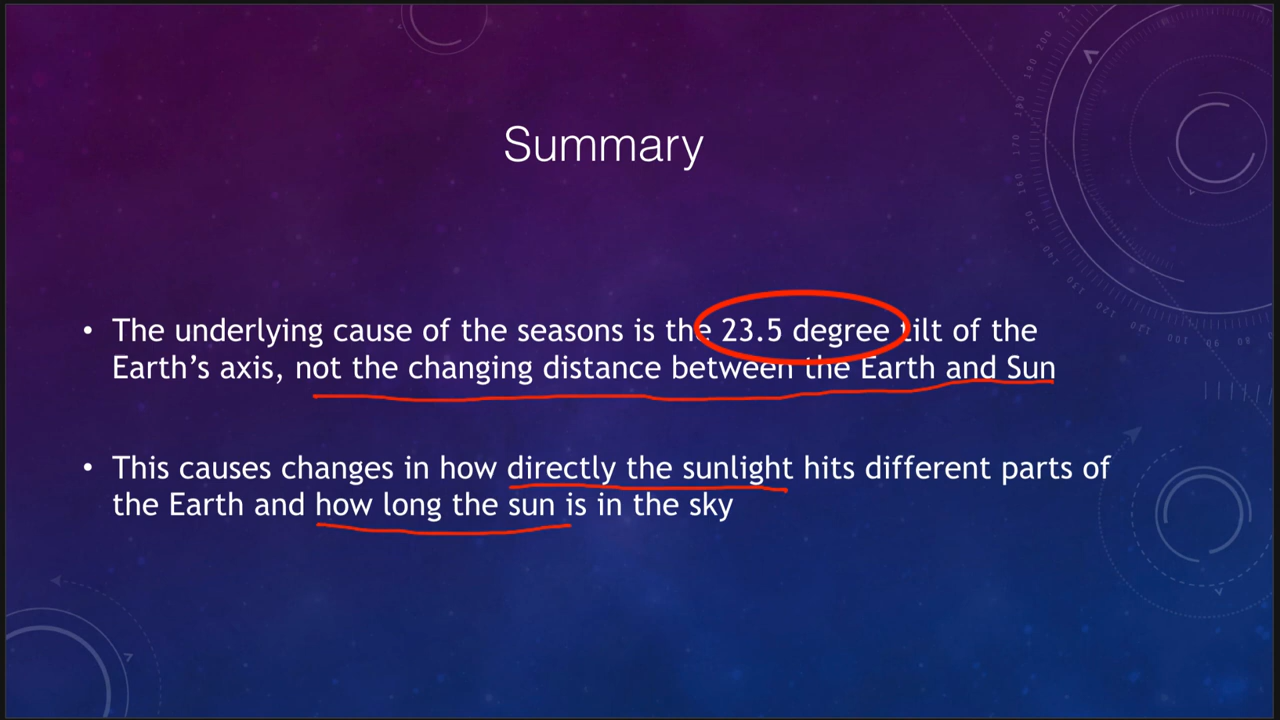 Summary
• The underlying cause of the seasons is the 23.5 degree tilt of the
Earth’s axis, not the changing distance between the Earth and Sun
• This causes changes in how directly the sunlight hits different parts of
the Earth and how long the sun is in the sky